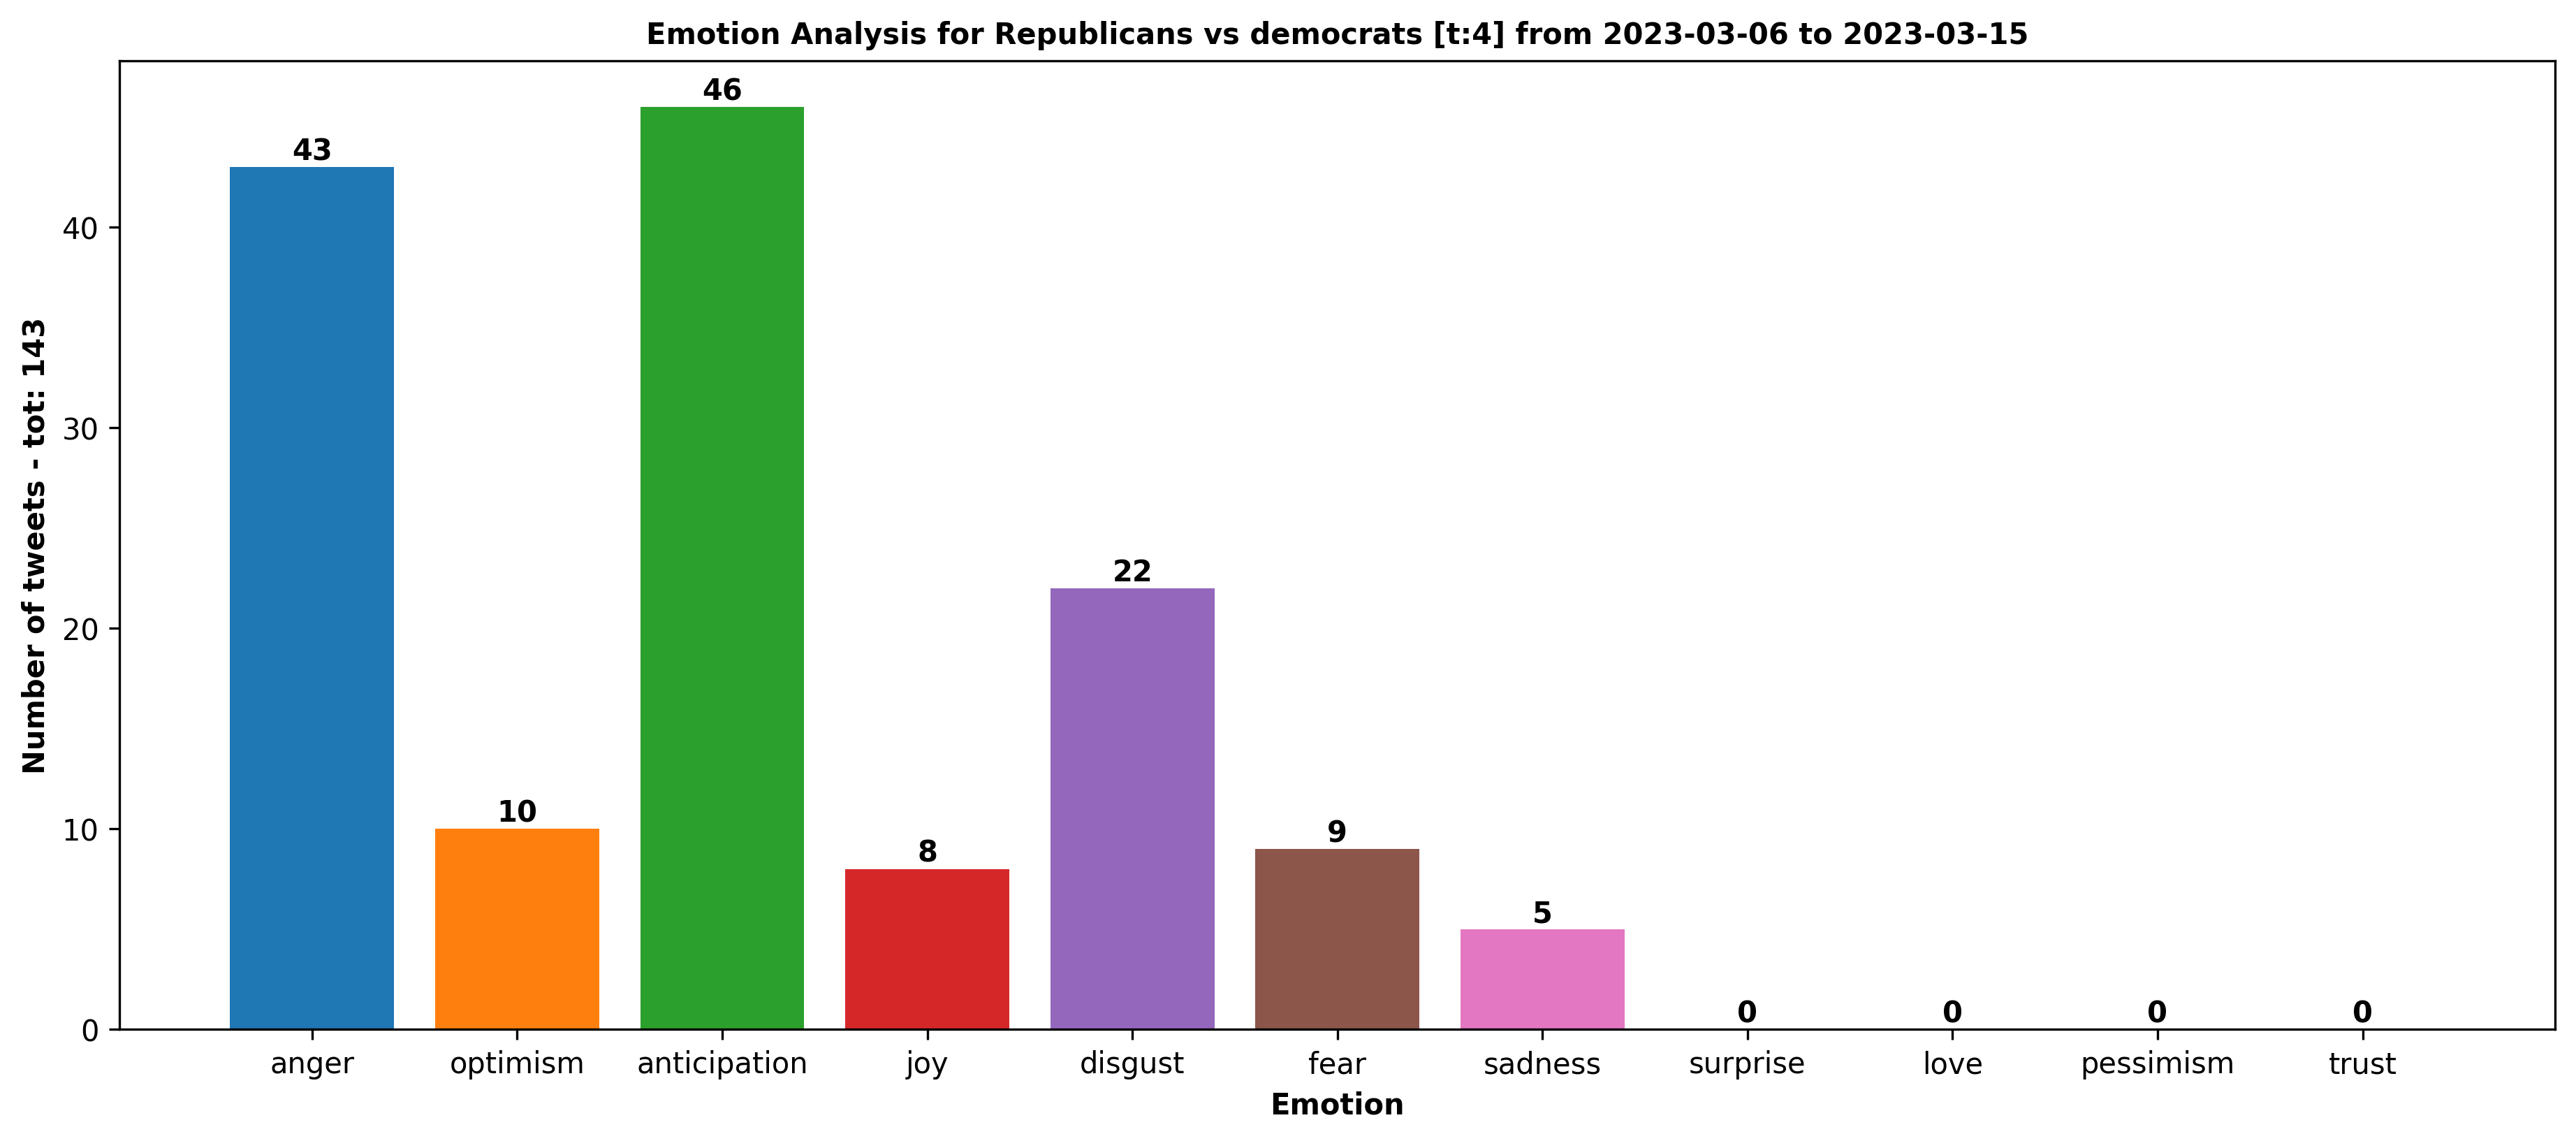 Emotion Analysis for Republicans vs democrats [t:4] from 2023-03-06 to 2023-03-15
Number of tweets - tot: 143
40
30
20
10
0
43
10
46
8
22
9
5
0
0
0
0
anger
optimism
anticipation
joy
disgust
fear
sadness
surprise
love
pessimism
trust
Emotion